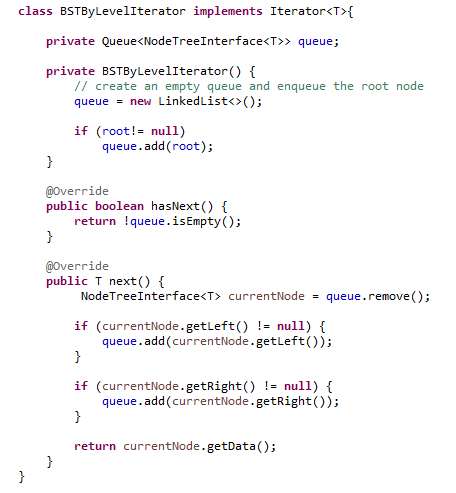 class BSTByLevelIterator implements Iterator<T>{
private Queue<NodeTreeInterface<T>> queue;
private BSTByLevelIterator() {
// create an empty queue and enqueue the root node
queue = new LinkedList<>();
if (root!= null)
queue.add(root);
}
@Override
public boolean hasNext() {
return !queue.isEmpty();
}
@Override
public T next() {
NodeTreeInterface<T> currentNode = queue.remove();
if (currentNode.getLeft() != null) {
queue.add(currentNode.getLeft());
}
if (currentNode.getRight() != null) {
queue.add(currentNode.getRight());
}
return currentNode.getData();
}
}